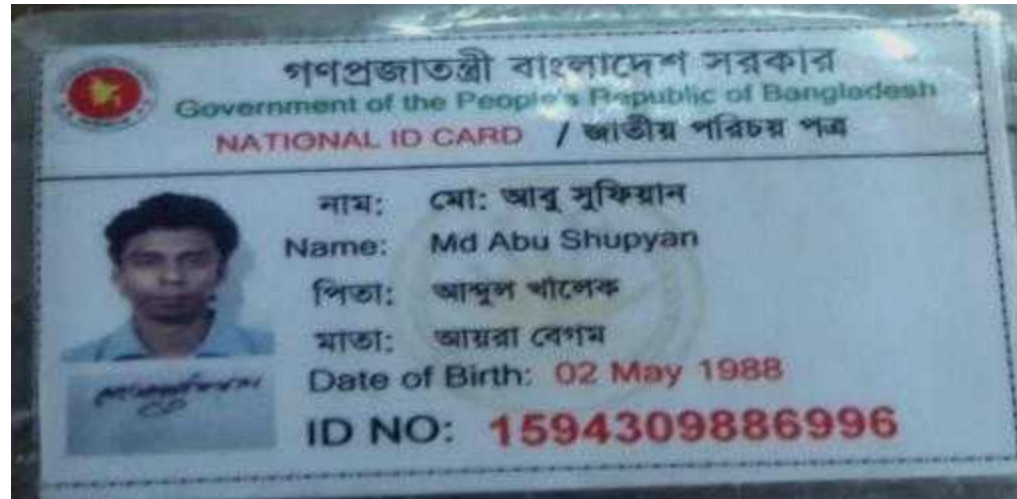 গণপ্রজাতন্ত্রী বাংলাদেশ সরকার
Government of the People's Republic of Bangladesh
NATIONAL ID CARD / জাতীয় পরিচয় পত্র
নাম: মো: আবু সুফিয়ান
Name: Md Abu Shupyan
পিতা: আব্দুল খালেক
মাতা: আয়রা বেগম
Date of Birth: 02 May 1988
ID NO: 1594309886996